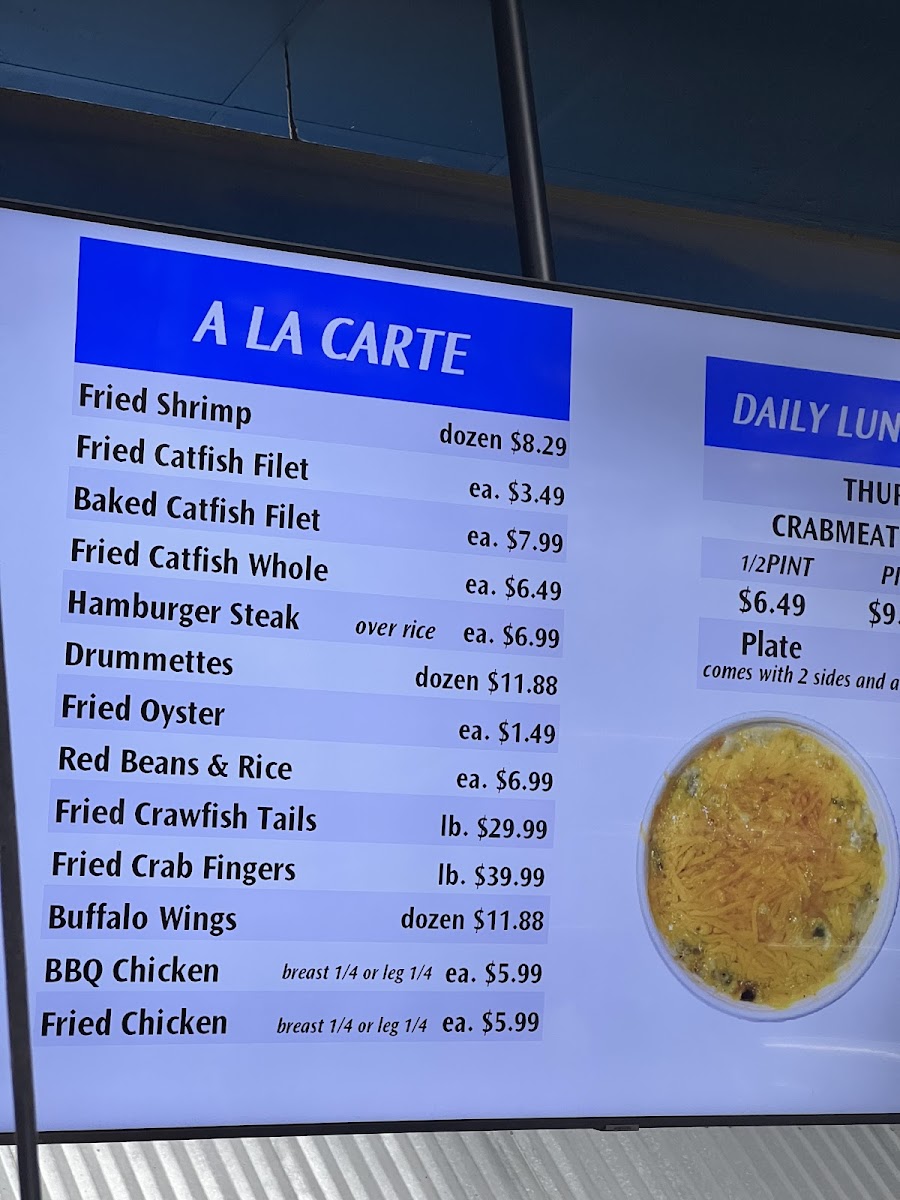 A LA CARTE
Fried Shrimp dozen $8.29
Fried Catfish Filet ea. $3.49
Baked Catfish Filet ea. $7.99
Fried Catfish Whole ea. $6.49
Hamburger Steak over rice ea. $6.99
Drummettes dozen $11.88
Fried Oyster ea. $1.49
Red Beans & Rice ea. $6.99
Fried Crawfish Tails lb. $29.99
Fried Crab Fingers lb. $39.99
Buffalo Wings dozen $11.88
BBQ Chicken breast 1/4 or leg 1/4 ea. $5.99
Fried Chicken breast 1/4 or leg 1/4 ea. $5.99
DAILY
CRABMEAT
1/2PINT
$6.49
Plate
comes with 2 sides and